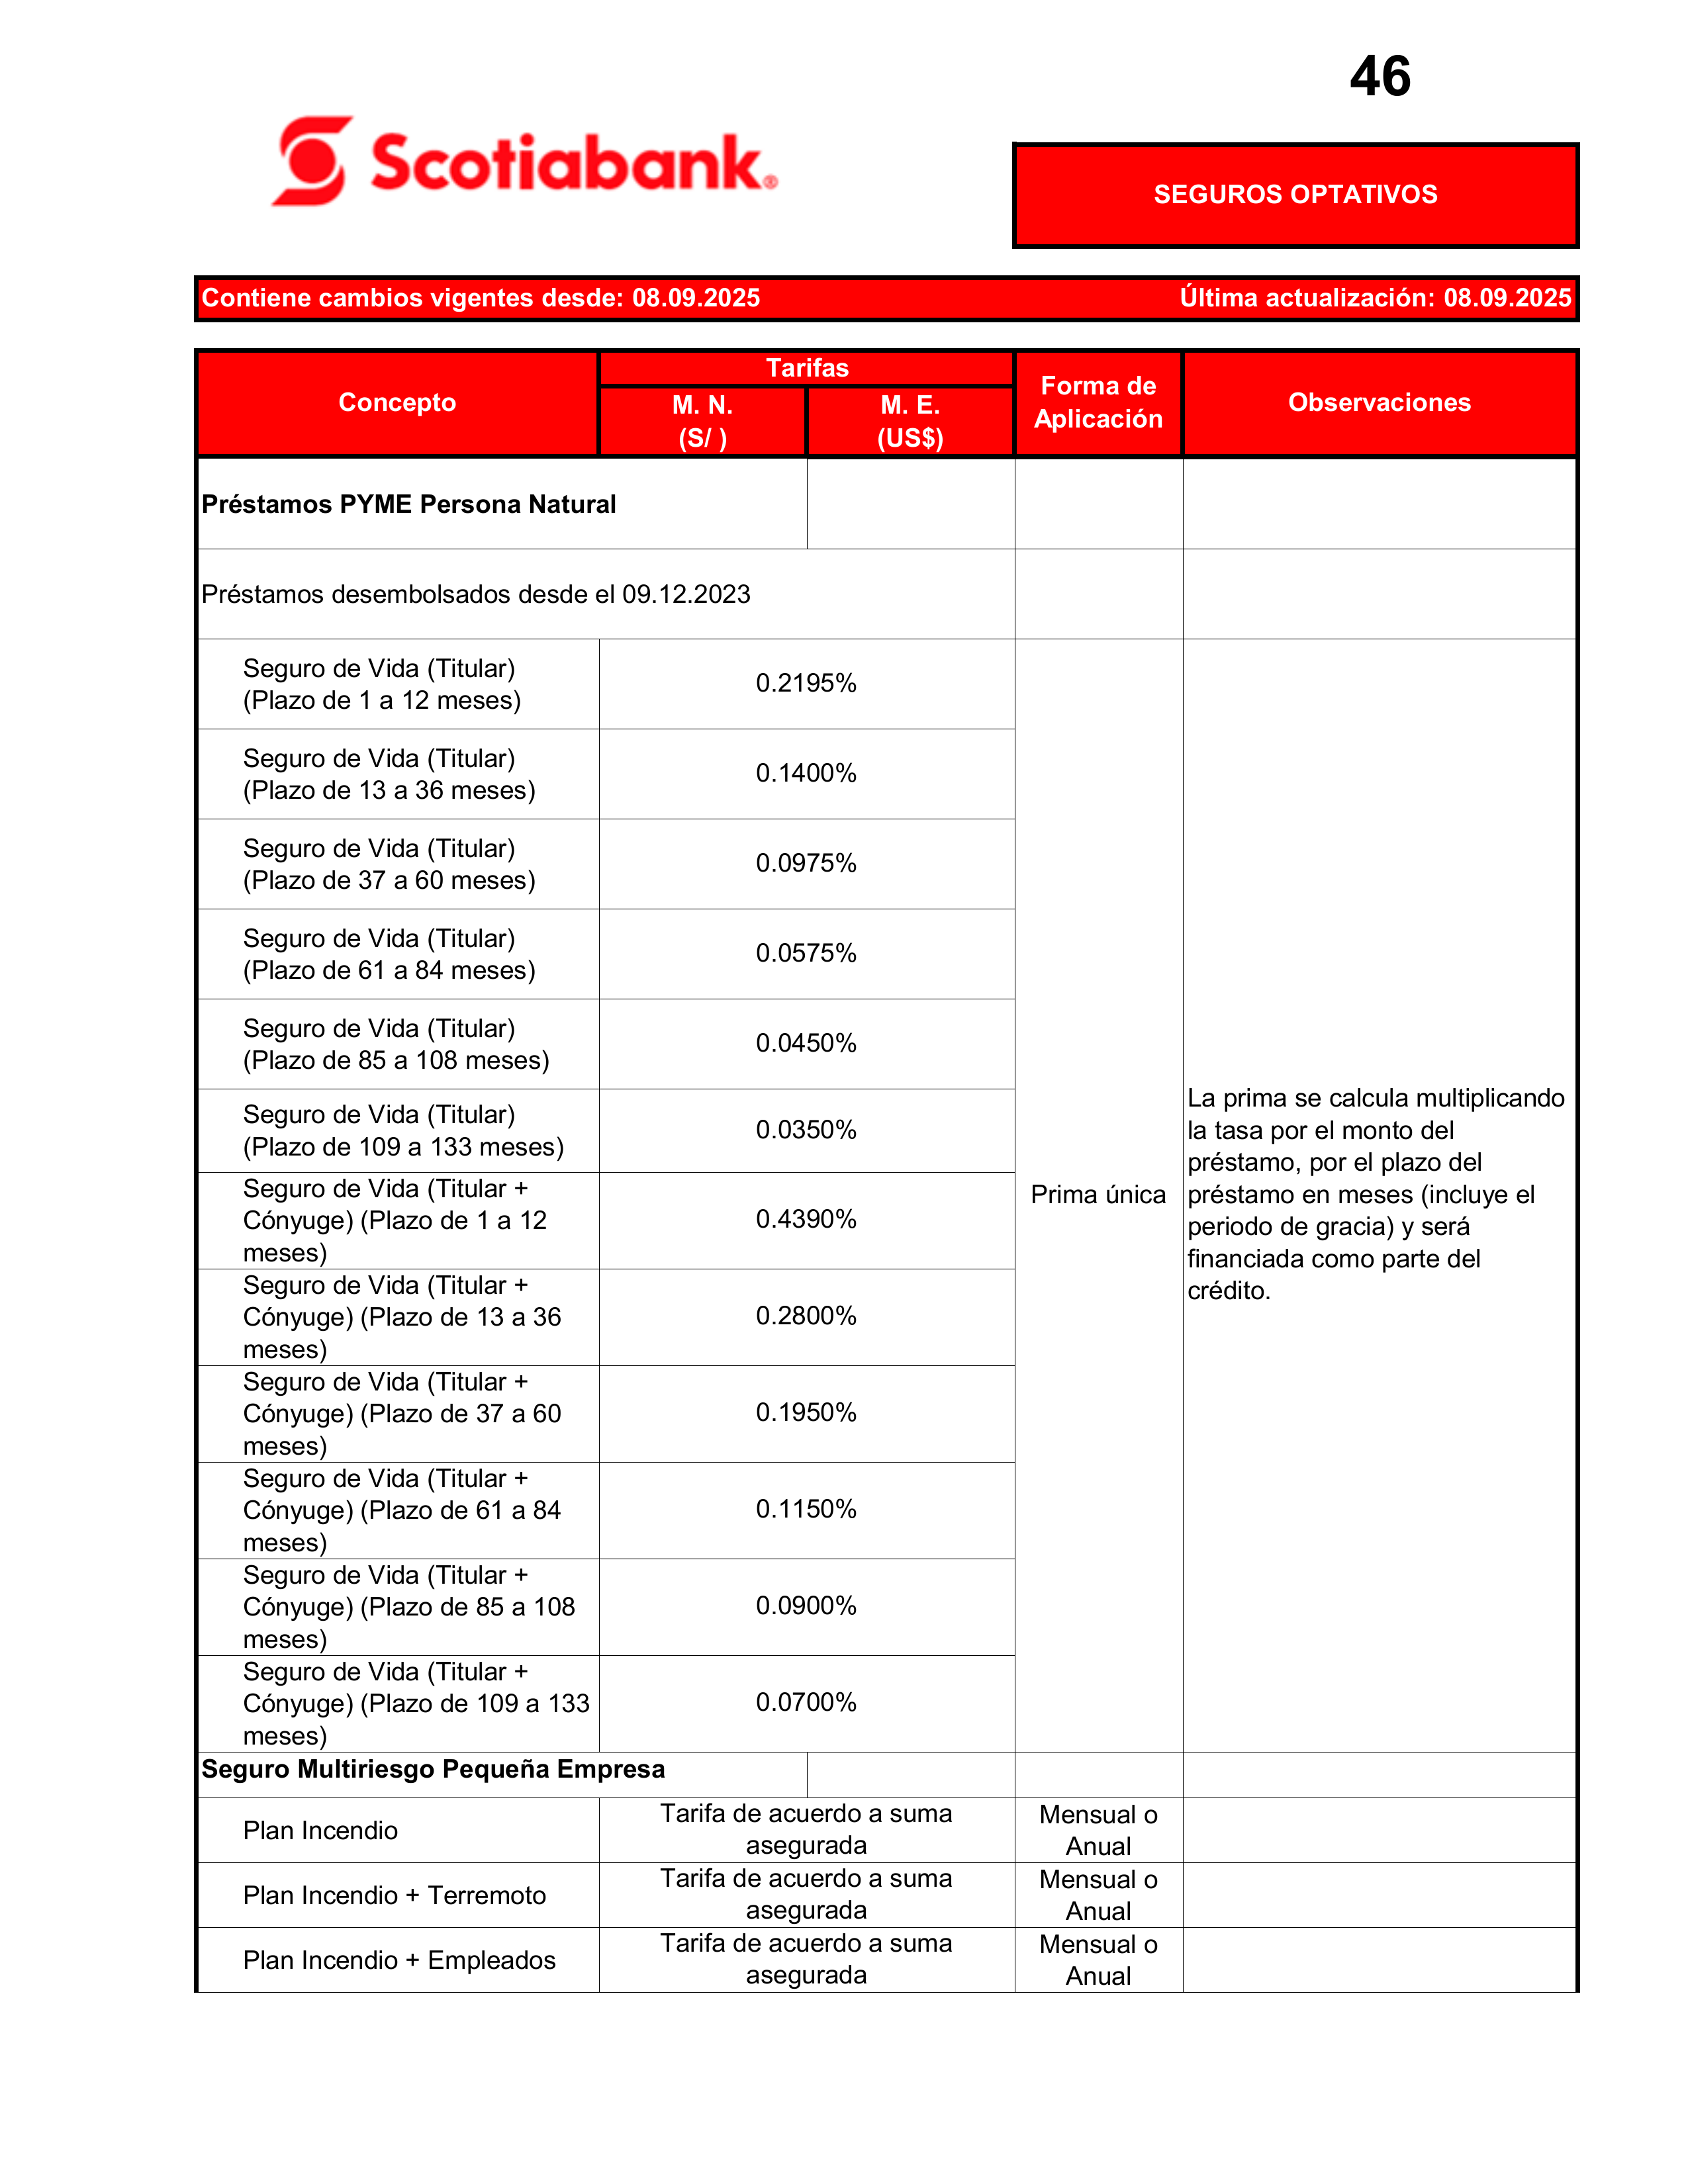 46
Scotiabank®
SEGUROS OPTATIVOS
Contiene cambios vigentes desde: 08.09.2025 Última actualización: 08.09.2025
Concepto
Tarifas
M. N.
(S/ )
M. E.
(US$)
Forma de
Aplicación
Observaciones
Préstamos PYME Persona Natural
Préstamos desembolsados desde el 09.12.2023
Seguro de Vida (Titular)
(Plazo de 1 a 12 meses)
0.2195%
Seguro de Vida (Titular)
(Plazo de 13 a 36 meses)
0.1400%
Seguro de Vida (Titular)
(Plazo de 37 a 60 meses)
0.0975%
Seguro de Vida (Titular)
(Plazo de 61 a 84 meses)
0.0575%
Seguro de Vida (Titular)
(Plazo de 85 a 108 meses)
0.0450%
Seguro de Vida (Titular)
(Plazo de 109 a 133 meses)
0.0350%
Seguro de Vida (Titular +
Cónyuge) (Plazo de 1 a 12
meses)
0.4390%
Seguro de Vida (Titular +
Cónyuge) (Plazo de 13 a 36
meses)
0.2800%
Seguro de Vida (Titular +
Cónyuge) (Plazo de 37 a 60
meses)
0.1950%
Seguro de Vida (Titular +
Cónyuge) (Plazo de 61 a 84
meses)
0.1150%
Seguro de Vida (Titular +
Cónyuge) (Plazo de 85 a 108
meses)
0.0900%
Seguro de Vida (Titular +
Cónyuge) (Plazo de 109 a 133
meses)
0.0700%
Prima única
La prima se calcula multiplicando
la tasa por el monto del
préstamo, por el plazo del
préstamo en meses (incluye el
periodo de gracia) y será
financiada como parte del
crédito.
Seguro Multiriesgo Pequeña Empresa
Plan Incendio
Tarifa de acuerdo a suma
asegurada
Mensual o
Anual
Plan Incendio + Terremoto
Tarifa de acuerdo a suma
asegurada
Mensual o
Anual
Plan Incendio + Empleados
Tarifa de acuerdo a suma
asegurada
Mensual o
Anual